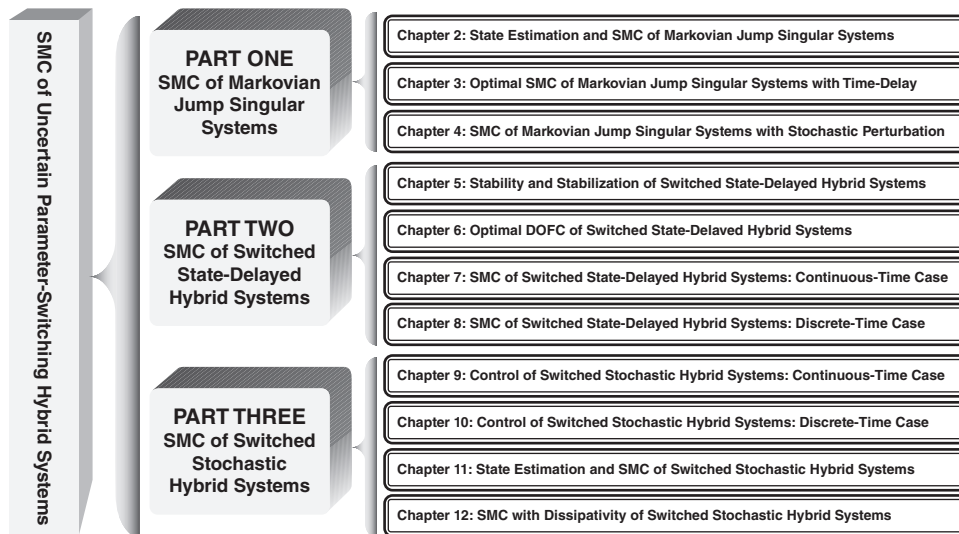 SMC of Uncertain Parameter-Switching Hybrid Systems
PART ONE
SMC of Markovian
Jump Singular
Systems
Chapter 2: State Estimation and SMC of Markovian Jump Singular Systems
Chapter 3: Optimal SMC of Markovian Jump Singular Systems with Time-Delay
Chapter 4: SMC of Markovian Jump Singular Systems with Stochastic Perturbation
PART TWO
SMC of Switched
State-Delayed
Hybrid Systems
Chapter 5: Stability and Stabilization of Switched State-Delayed Hybrid Systems
Chapter 6: Optimal DOFC of Switched State-Delaved Hybrid Systems
Chapter 7: SMC of Switched State-Delayed Hybrid Systems: Continuous-Time Case
Chapter 8: SMC of Switched State-Delayed Hybrid Systems: Discrete-Time Case
PART THREE
SMC of Switched
Stochastic
Hybrid Systems
Chapter 9: Control of Switched Stochastic Hybrid Systems: Continuous-Time Case
Chapter 10: Control of Switched Stochastic Hybrid Systems: Discrete-Time Case
Chapter 11: State Estimation and SMC of Switched Stochastic Hybrid Systems
Chapter 12: SMC with Dissipativity of Switched Stochastic Hybrid Systems